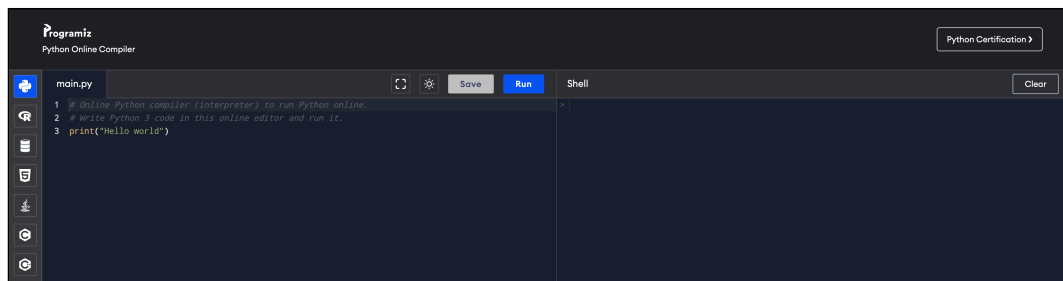 Programiz
Python Online Compiler
Python Certification >
main.py
Save
Run
Shell
Clear
1 # Online Python compiler (interpreter) to run Python online.
2 # Write Python 3 code in this online editor and run it.
3 print("Hello world")
>